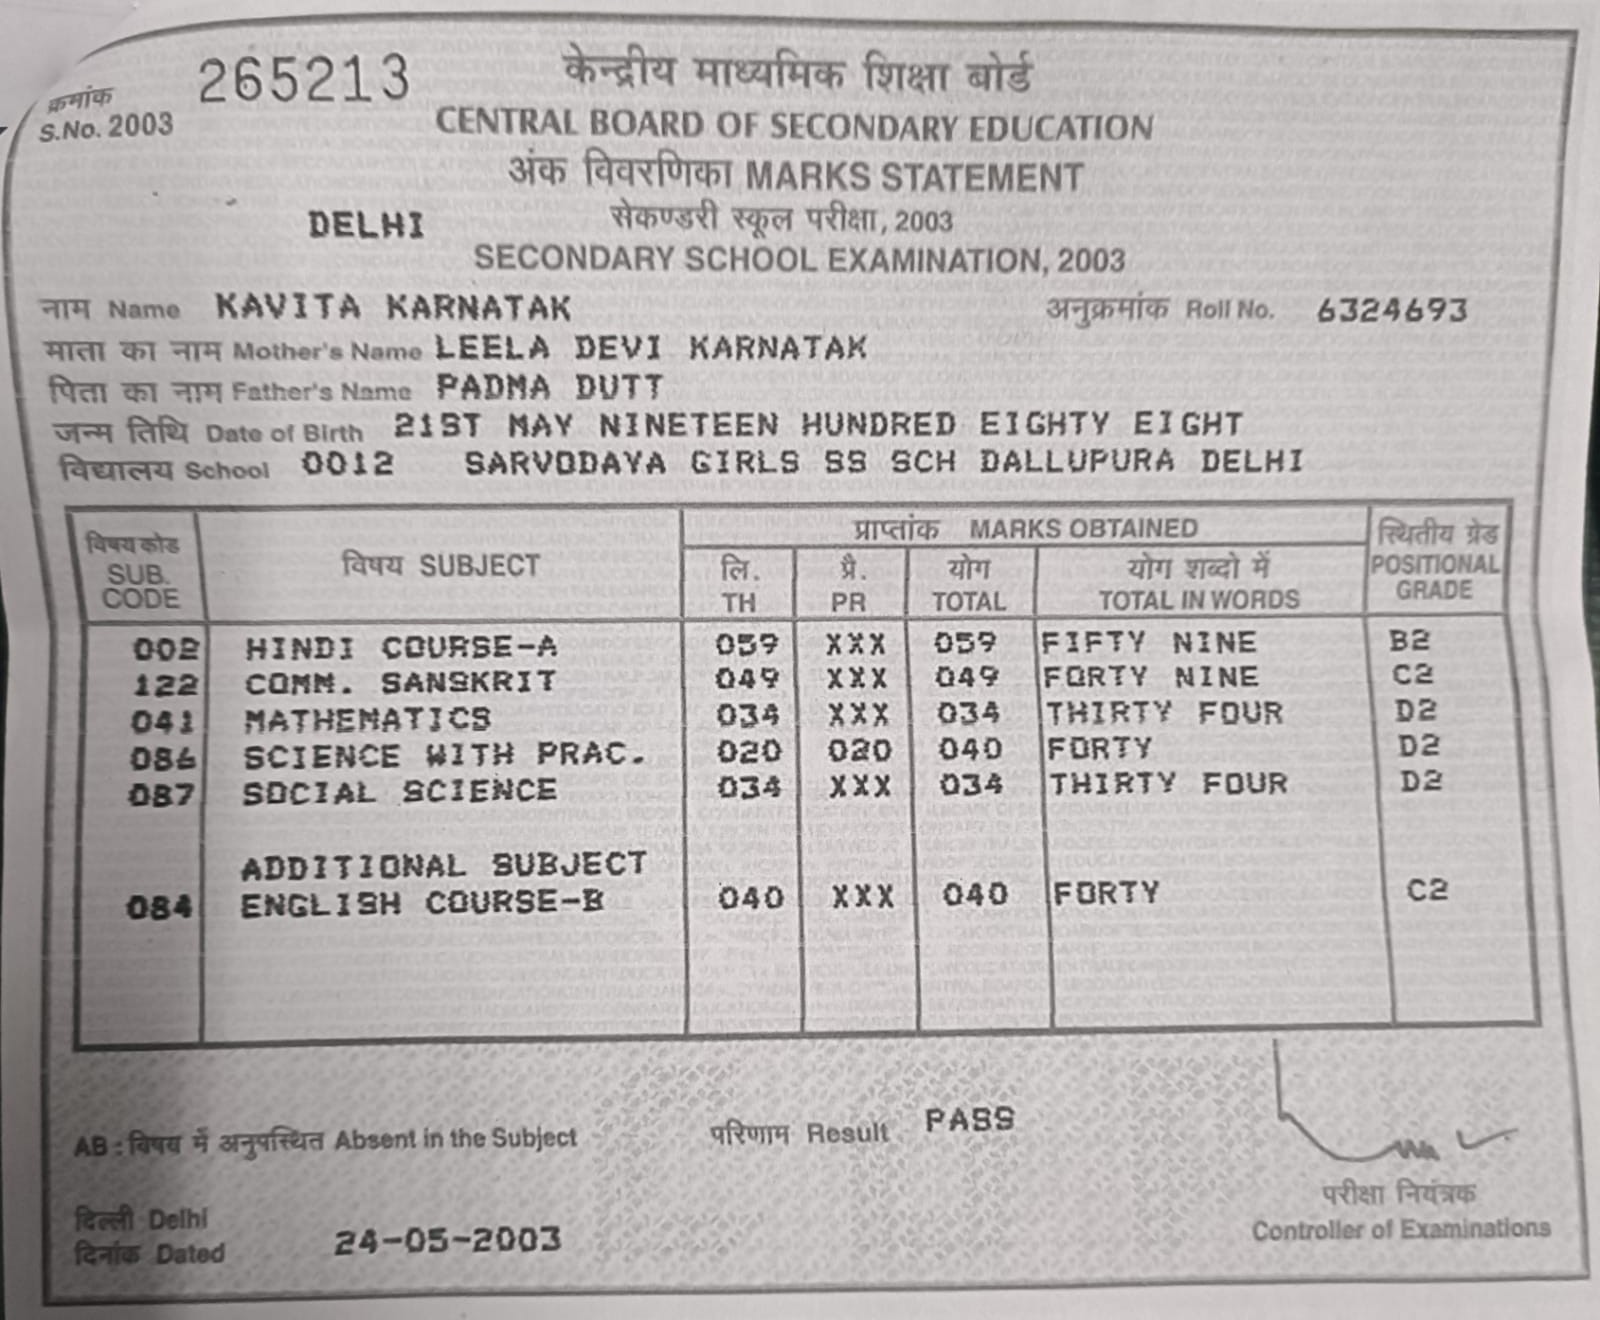 क्रमांक 265213
S.No. 2003
केन्द्रीय माध्यमिक शिक्षा बोर्ड
CENTRAL BOARD OF SECONDARY EDUCATION
अंक विवरणिका MARKS STATEMENT
DELHI सेकण्डरी स्कूल परीक्षा, 2003
SECONDARY SCHOOL EXAMINATION, 2003
नाम Name KAVITA KARNATAK अनुक्रमांक Roll No. 6324693
माता का नाम Mother's Name LEELA DEVI KARNATAK
पिता का नाम Father's Name PADMA DUTT
जन्म तिथि Date of Birth 21ST MAY NINETEEN HUNDRED EIGHTY EIGHT
विद्यालय School 0012 SARVODAYA GIRLS SS SCH DALLUPURA DELHI
विषय कोड SUB. CODE विषय SUBJECT प्राप्तांक MARKS OBTAINED स्थितीय ग्रेड POSITIONAL GRADE
लि. TH प्रै. PR योग TOTAL योग शब्दो में TOTAL IN WORDS
002 HINDI COURSE-A 059 XXX 059 FIFTY NINE B2
122 COMM. SANSKRIT 049 XXX 049 FORTY NINE C2
041 MATHEMATICS 034 XXX 034 THIRTY FOUR D2
086 SCIENCE WITH PRAC. 020 020 040 FORTY D2
087 SOCIAL SCIENCE 034 XXX 034 THIRTY FOUR D2
ADDITIONAL SUBJECT
084 ENGLISH COURSE-B 040 XXX 040 FORTY C2
AB : विषय में अनुपस्थित Absent in the Subject परिणाम Result PASS
दिल्ली Delhi
दिनांक Dated 24-05-2003
परीक्षा नियंत्रक
Controller of Examinations